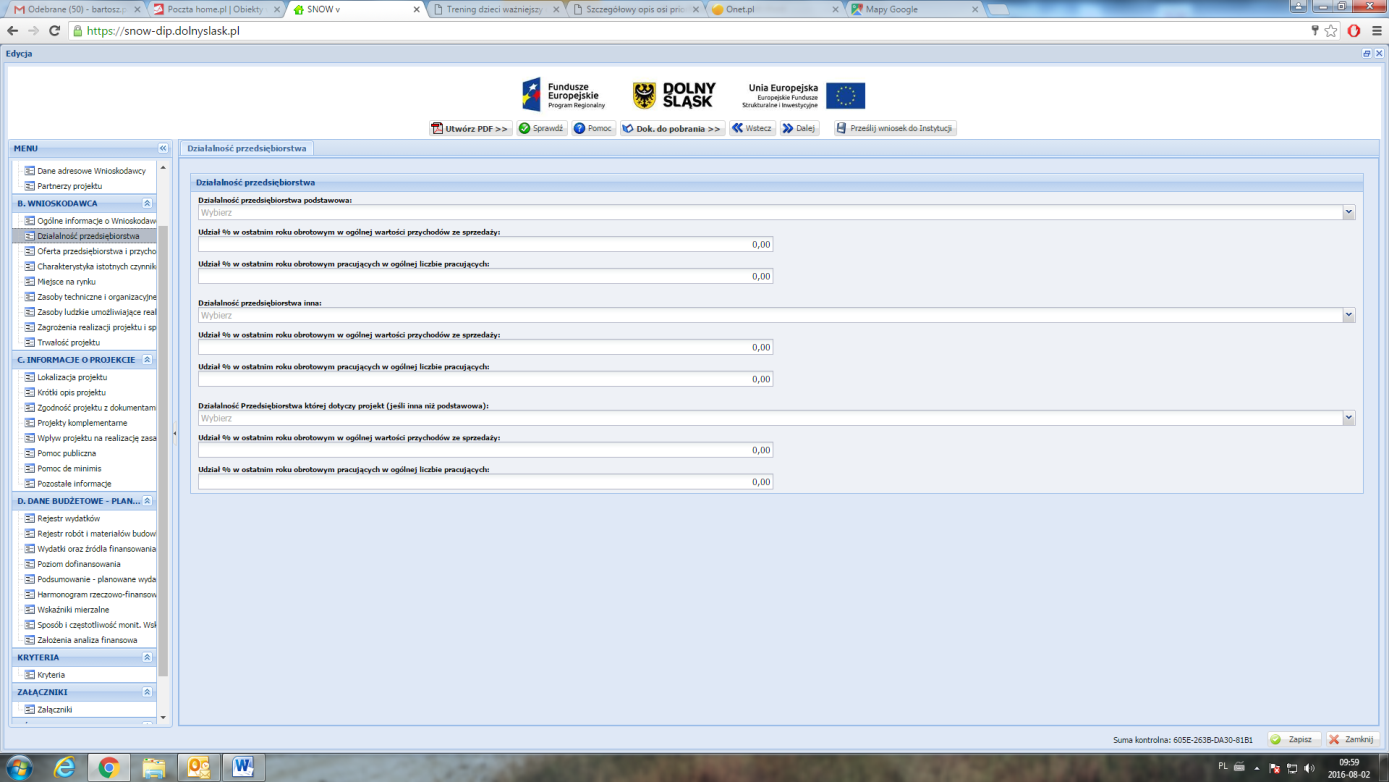 Odebrane (50) - bartosz.p
Poczta home.pl | Obiekty
SNOW v
Trening dzieci ważniejszy
Szczegółowy opis osi prio
Onet.pl
Mapy Google
https://snow-dip.dolnyslask.pl
Edycja
Fundusze
Europejskie
Program Regionalny
DOLNY
ŚLĄSK
Unia Europejska
Europejskie Fundusze
Strukturalne i Inwestycyjne
Utwórz PDF >>
Sprawdź
Pomoc
Dok. do pobrania >>
Wstecz
Dalej
Prześlij wniosek do Instytucji
MENU
Dane adresowe Wnioskodawcy
Partnerzy projektu
B. WNIOSKODAWCA
Ogólne informacje o Wnioskodaw
Działalność przedsiębiorstwa
Oferta przedsiębiorstwa i przycho
Charakterystyka istotnych czynnik
Miejsce na rynku
Zasoby techniczne i organizacyjne
Zasoby ludzkie umożliwiające real
Zagrożenia realizacji projektu i sp
Trwałość projektu
C. INFORMACJE O PROJEKCIE
Lokalizacja projektu
Krótki opis projektu
Zgodność projektu z dokumentam
Projekty komplementarne
Wpływ projektu na realizację zasa
Pomoc publiczna
Pomoc de minimis
Pozostałe informacje
D. DANE BUDŻETOWE - PLAN...
Rejestr wydatków
Rejestr robót i materiałów budowl
Wydatki oraz źródła finansowania
Poziom dofinansowania
Podsumowanie - planowane wyda
Harmonogram rzeczowo-finansow
Wskaźniki mierzalne
Sposób i częstotliwość monit. Wsk
Założenia analiza finansowa
KRYTERIA
Kryteria
ZAŁĄCZNIKI
Załączniki
Działalność przedsiębiorstwa
Działalność przedsiębiorstwa
Działalność przedsiębiorstwa podstawowa:
Wybierz
Udział % w ostatnim roku obrotowym w ogólnej wartości przychodów ze sprzedaży:
0,00
Udział % w ostatnim roku obrotowym pracujących w ogólnej liczbie pracujących:
0,00
Działalność przedsiębiorstwa inna:
Wybierz
Udział % w ostatnim roku obrotowym w ogólnej wartości przychodów ze sprzedaży:
0,00
Udział % w ostatnim roku obrotowym pracujących w ogólnej liczbie pracujących:
0,00
Działalność Przedsiębiorstwa której dotyczy projekt (jeśli inna niż podstawowa):
Wybierz
Udział % w ostatnim roku obrotowym w ogólnej wartości przychodów ze sprzedaży:
0,00
Udział % w ostatnim roku obrotowym pracujących w ogólnej liczbie pracujących:
0,00
Suma kontrolna: 605E-263B-DA30-81B1
Zapisz
Zamknij
PL
09:59
2016-08-02